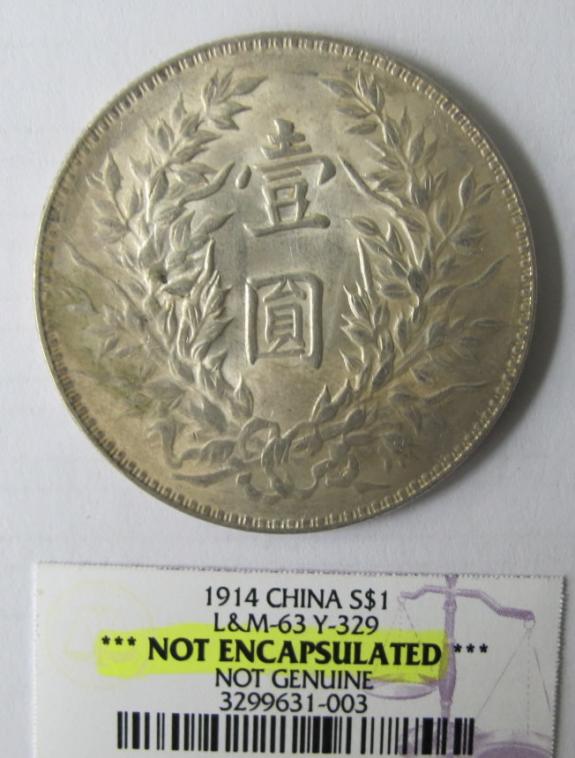 壹
圓
1914 CHINA S$1
L&M-63 Y-329
*** NOT ENCAPSULATED ***
NOT GENUINE
3299631-003